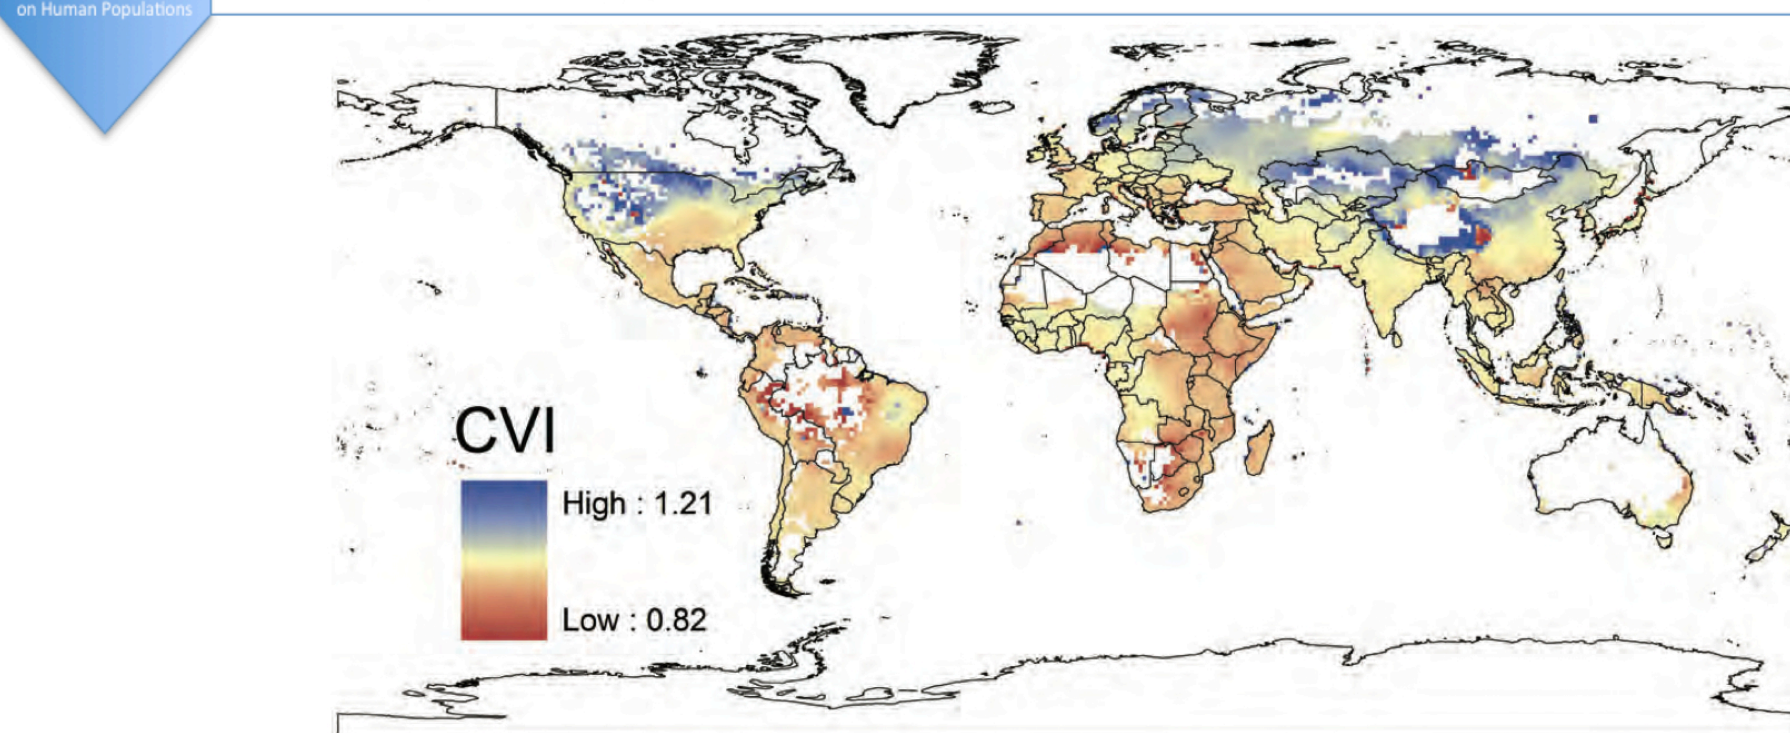 on Human Populations
CVI
High : 1.21
Low : 0.82